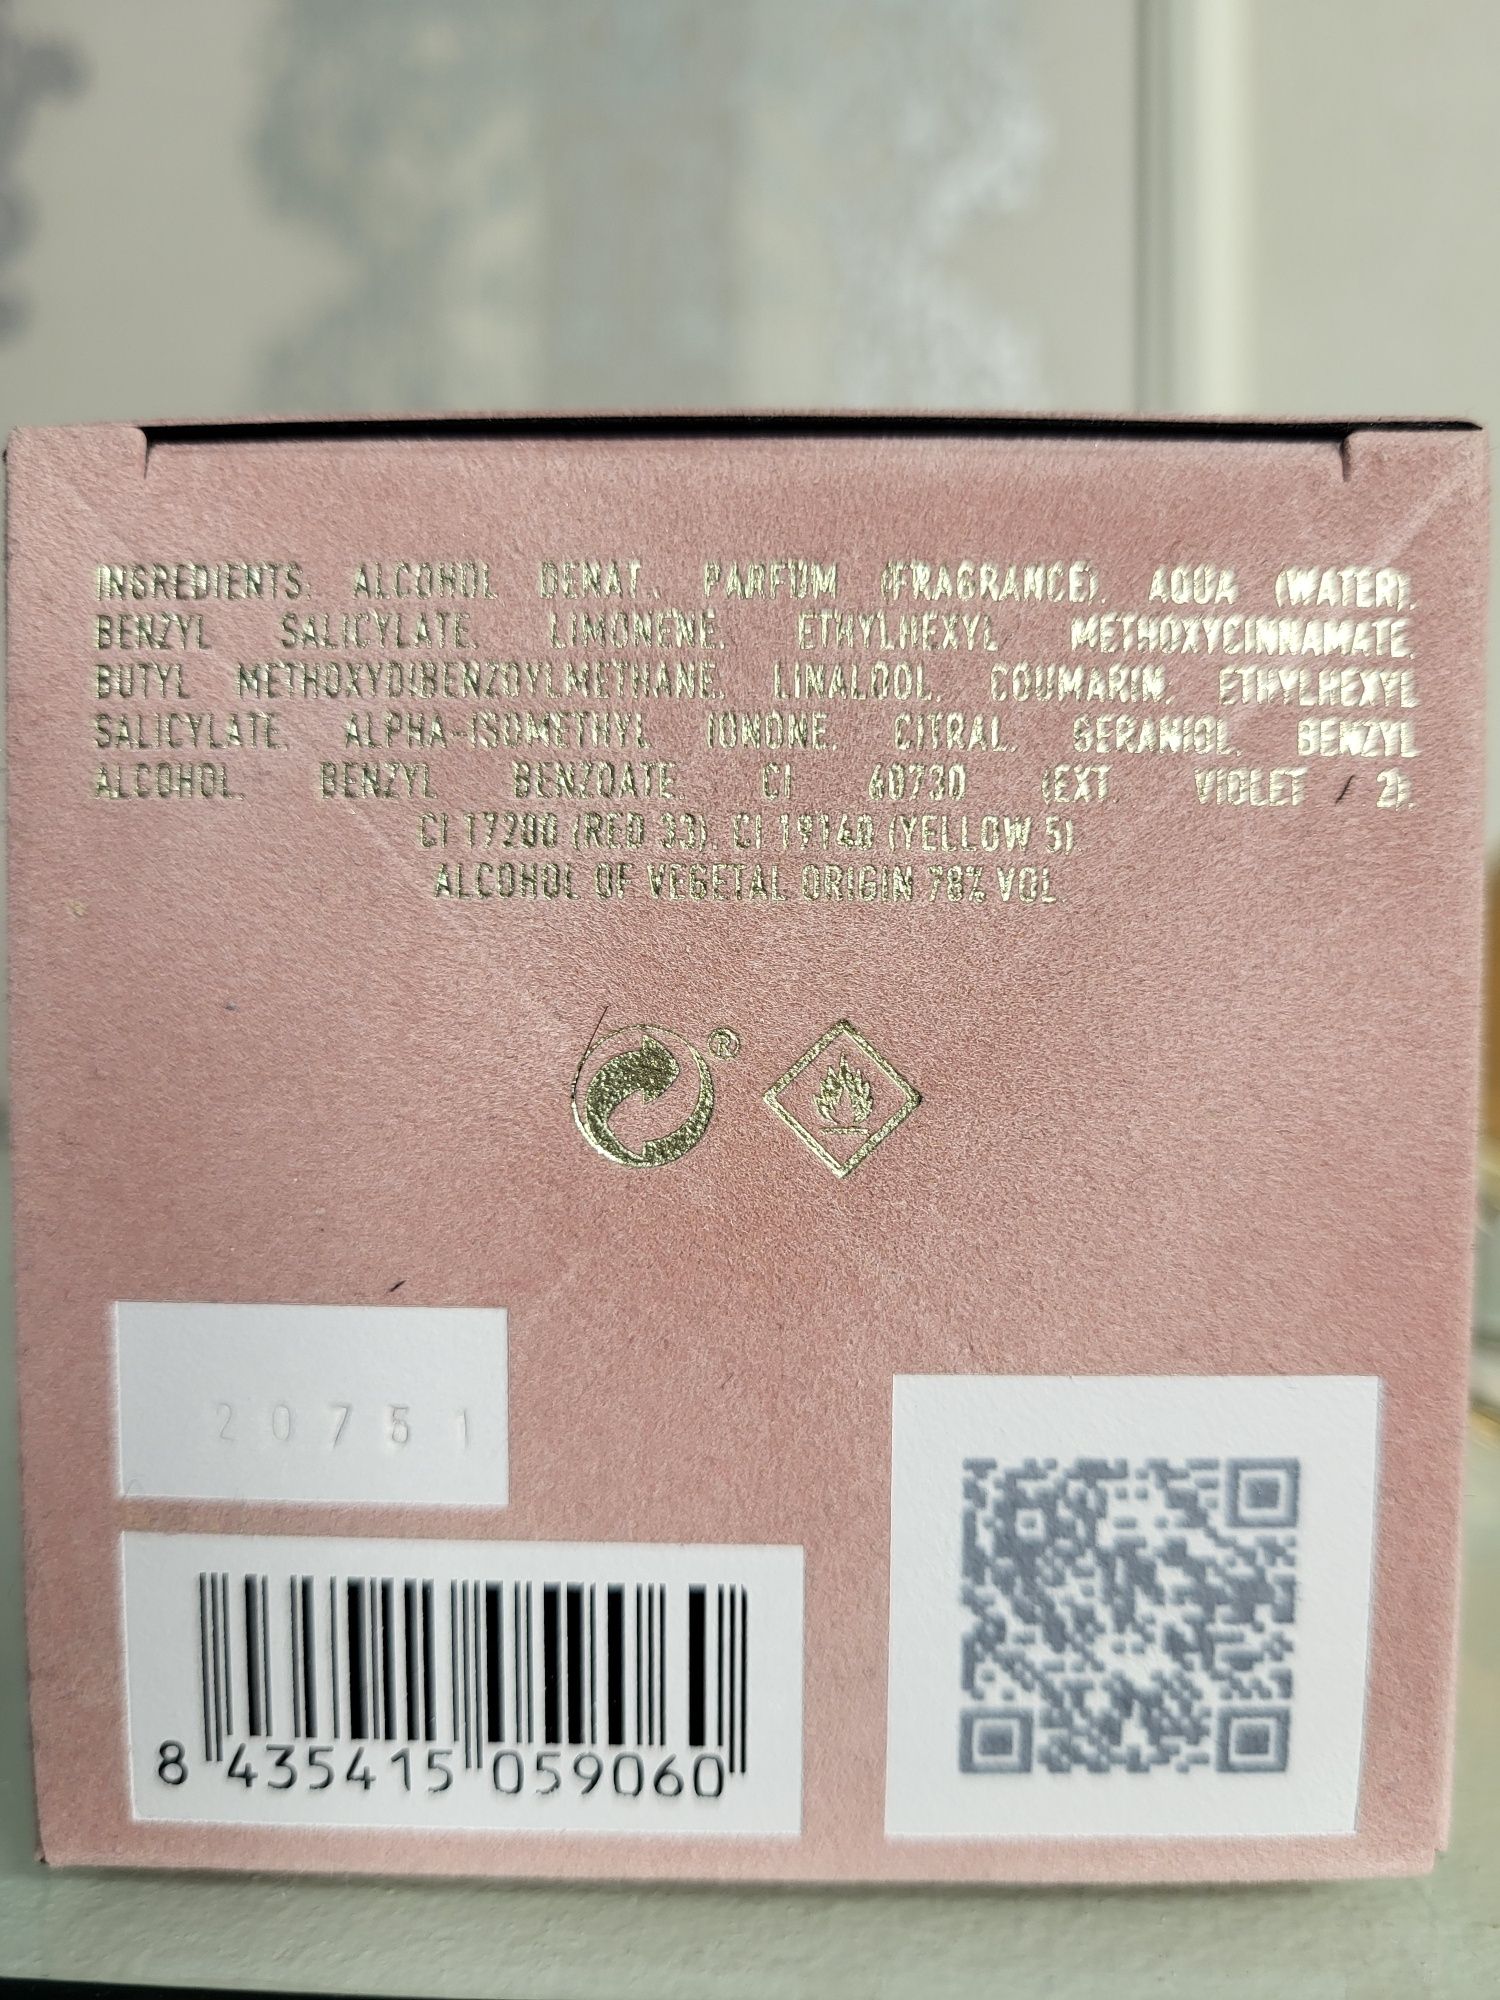 INGREDIENTS: ALCOHOL DENAT., PARFUM (FRAGRANCE), AQUA (WATER),
BENZYL SALICYLATE, LIMONENE, ETHYLHEXYL METHOXYCINNAMATE,
BUTYL METHOXYDIBENZOYLMETHANE, LINALOOL, COUMARIN, ETHYLHEXYL
SALICYLATE, ALPHA-ISOMETHYL IONONE, CITRAL, GERANIOL, BENZYL
ALCOHOL, BENZYL BENZOATE, CI 60730 (EXT. VIOLET 2),
CI 17200 (RED 33), CI 19140 (YELLOW 5).
ALCOHOL OF VEGETAL ORIGIN 78% VOL.
®
20751
8 435415 059060